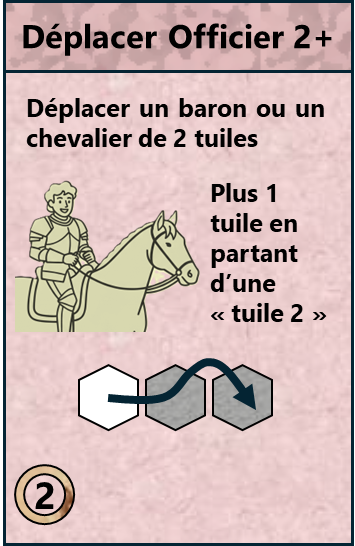 Déplacer Officier 2+
Déplacer un baron ou un
chevalier de 2 tuiles
Plus 1
tuile en
partant
d’une
« tuile 2 »
2